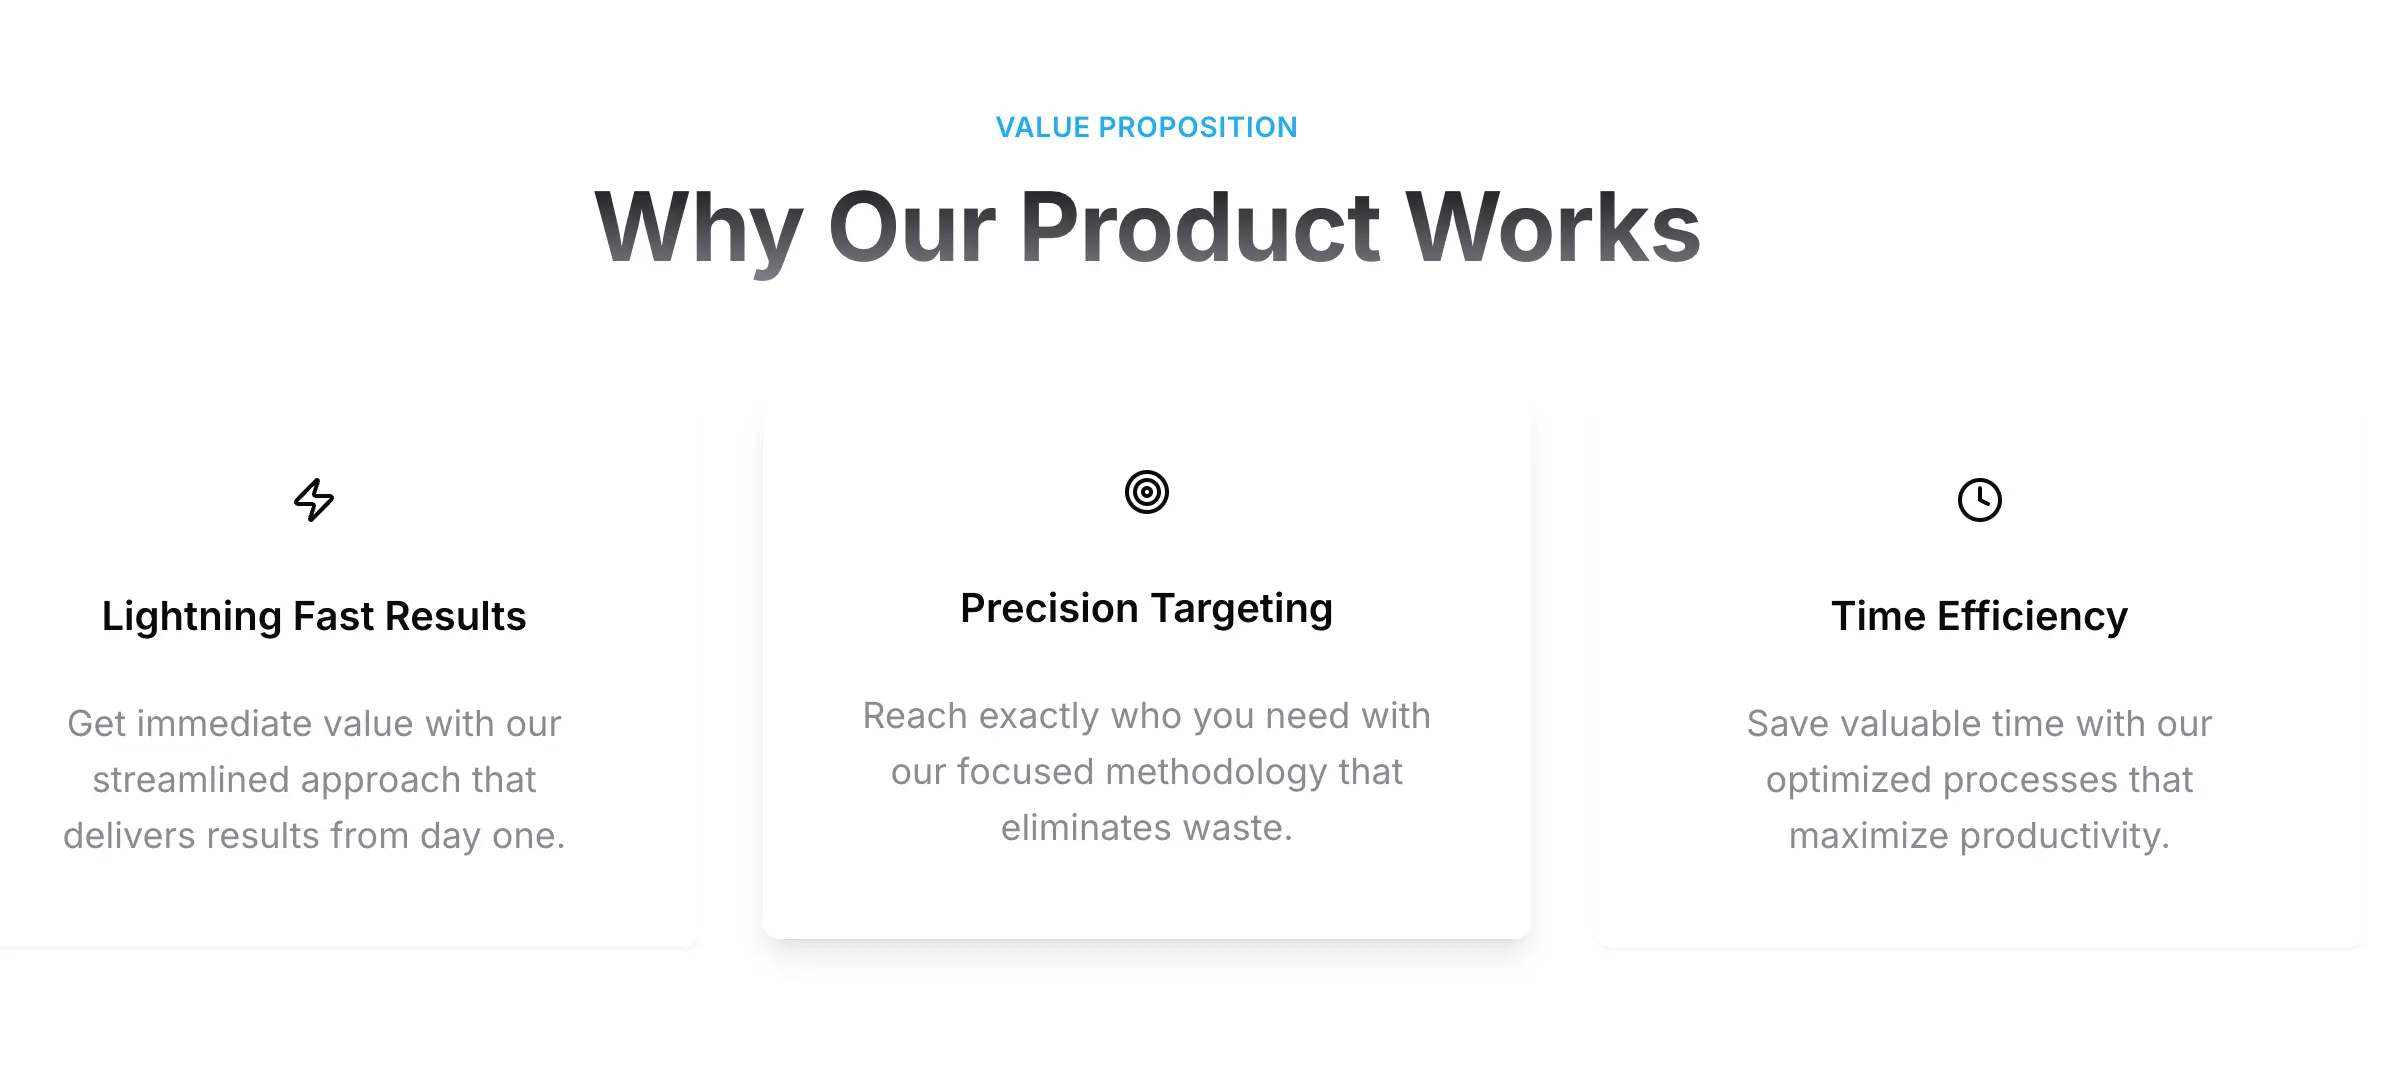 VALUE PROPOSITION
Why Our Product Works
Lightning Fast Results
Get immediate value with our
streamlined approach that
delivers results from day one.
Precision Targeting
Reach exactly who you need with
our focused methodology that
eliminates waste.
Time Efficiency
Save valuable time with our
optimized processes that
maximize productivity.